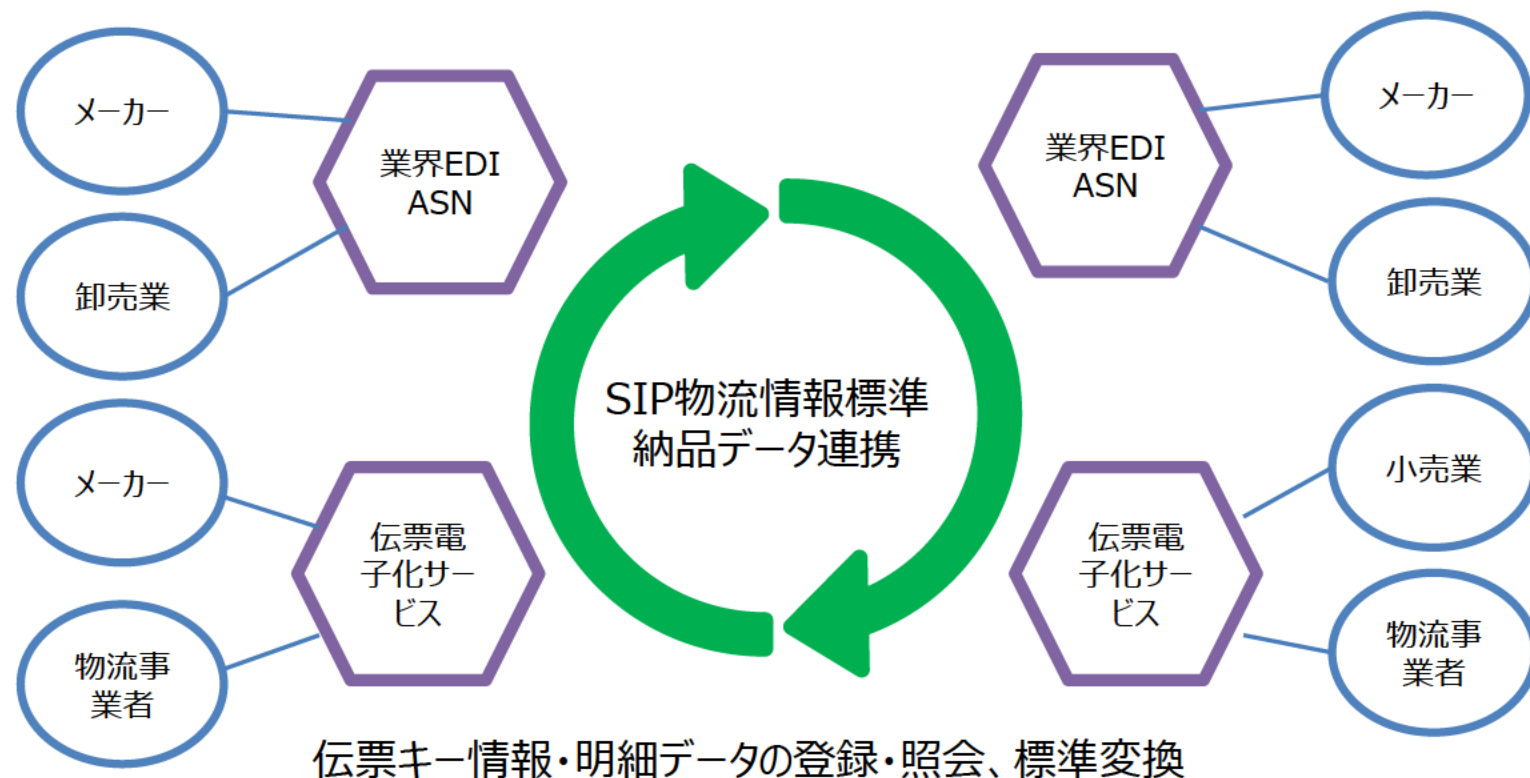 メーカー
業界EDI
ASN
卸売業
メーカー
業界EDI
ASN
卸売業
SIP物流情報標準
納品データ連携
メーカー
伝票電
子化サー
ビス
物流事
業者
小売業
伝票電
子化サー
ビス
物流事
業者
伝票キー情報・明細データの登録・照会、標準変換